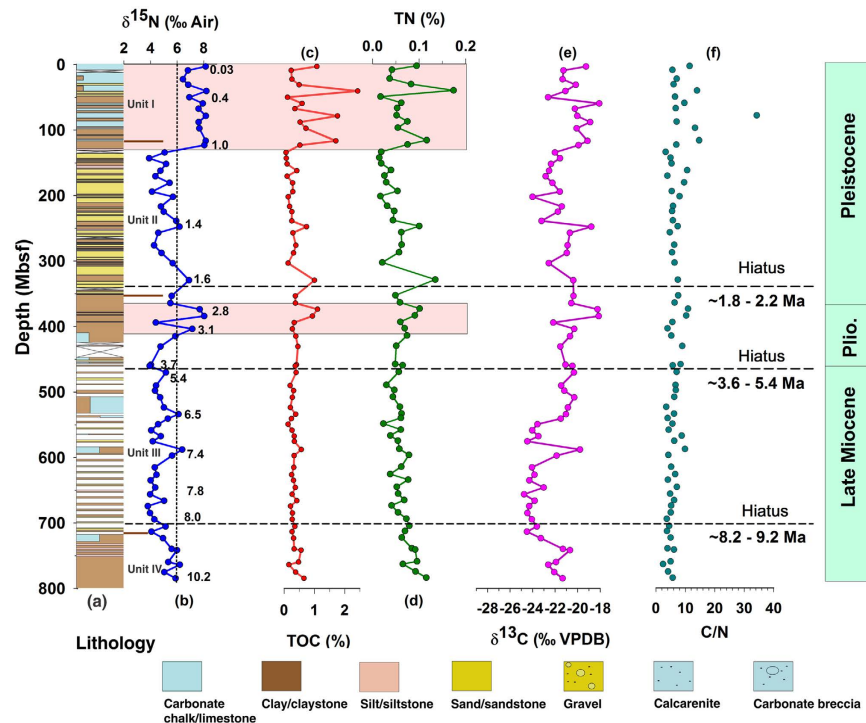 δ15N (‰ Air)
TN (%)
2 4 6 8
0.0 0.1 0.2
(c)
(e)
(f)
Depth (Mbsf)
0
100
200
300
400
500
600
700
800
Unit I
Unit II
Unit III
Unit IV
0.03
0.4
1.0
1.4
1.6
2.8
3.1
3.7
5.4
6.5
7.4
7.8
8.0
10.2
Hiatus
~1.8 - 2.2 Ma
Hiatus
~3.6 - 5.4 Ma
Hiatus
~8.2 - 9.2 Ma
Pleistocene
Plio.
Late Miocene
(a)
(b)
(d)
0 1 2
-28 -26 -24 -22 -20 -18
0 10 20 30 40
Lithology
TOC (%)
δ13C (‰ VPDB)
C/N
Carbonate
chalk/limestone
Clay/claystone
Silt/siltstone
Sand/sandstone
Gravel
Calcarenite
Carbonate breccia